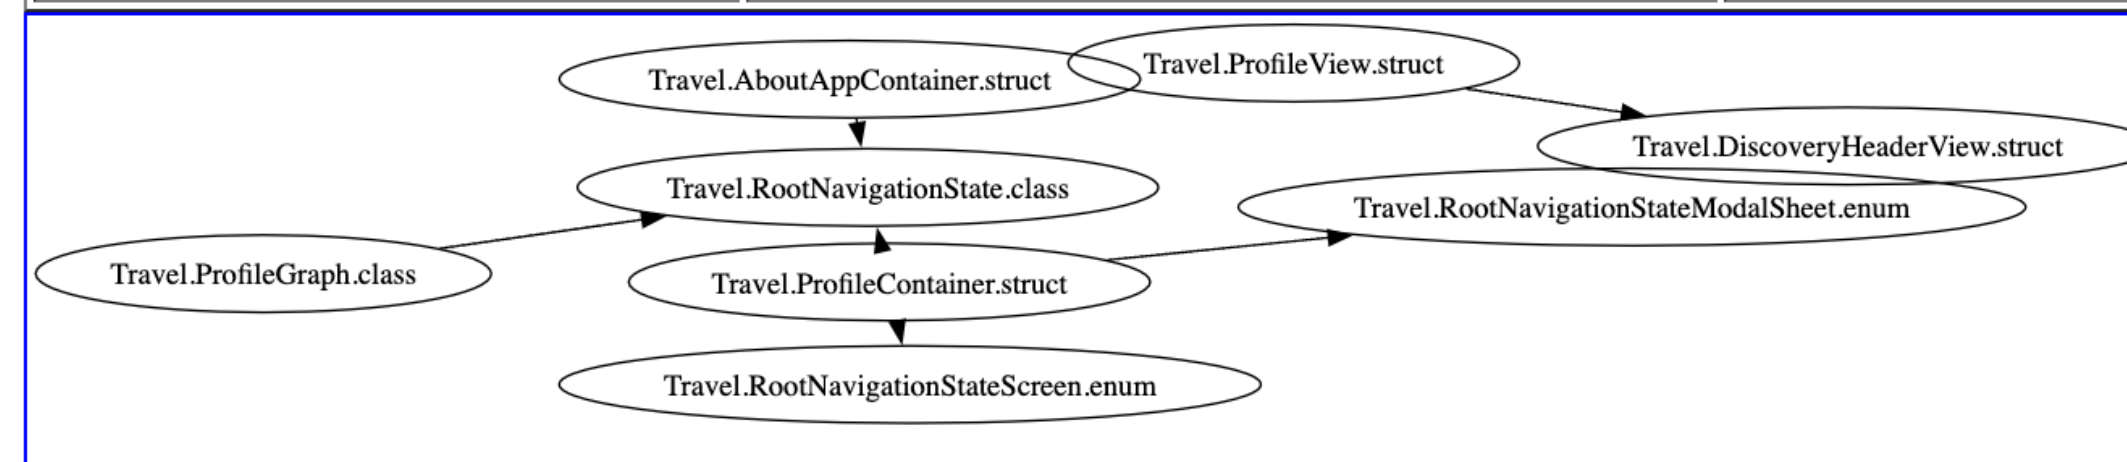 Travel.AboutAppContainer.struct
Travel.ProfileView.struct
Travel.DiscoveryHeaderView.struct
Travel.RootNavigationState.class
Travel.RootNavigationStateModalSheet.enum
Travel.ProfileGraph.class
Travel.ProfileContainer.struct
Travel.RootNavigationStateScreen.enum